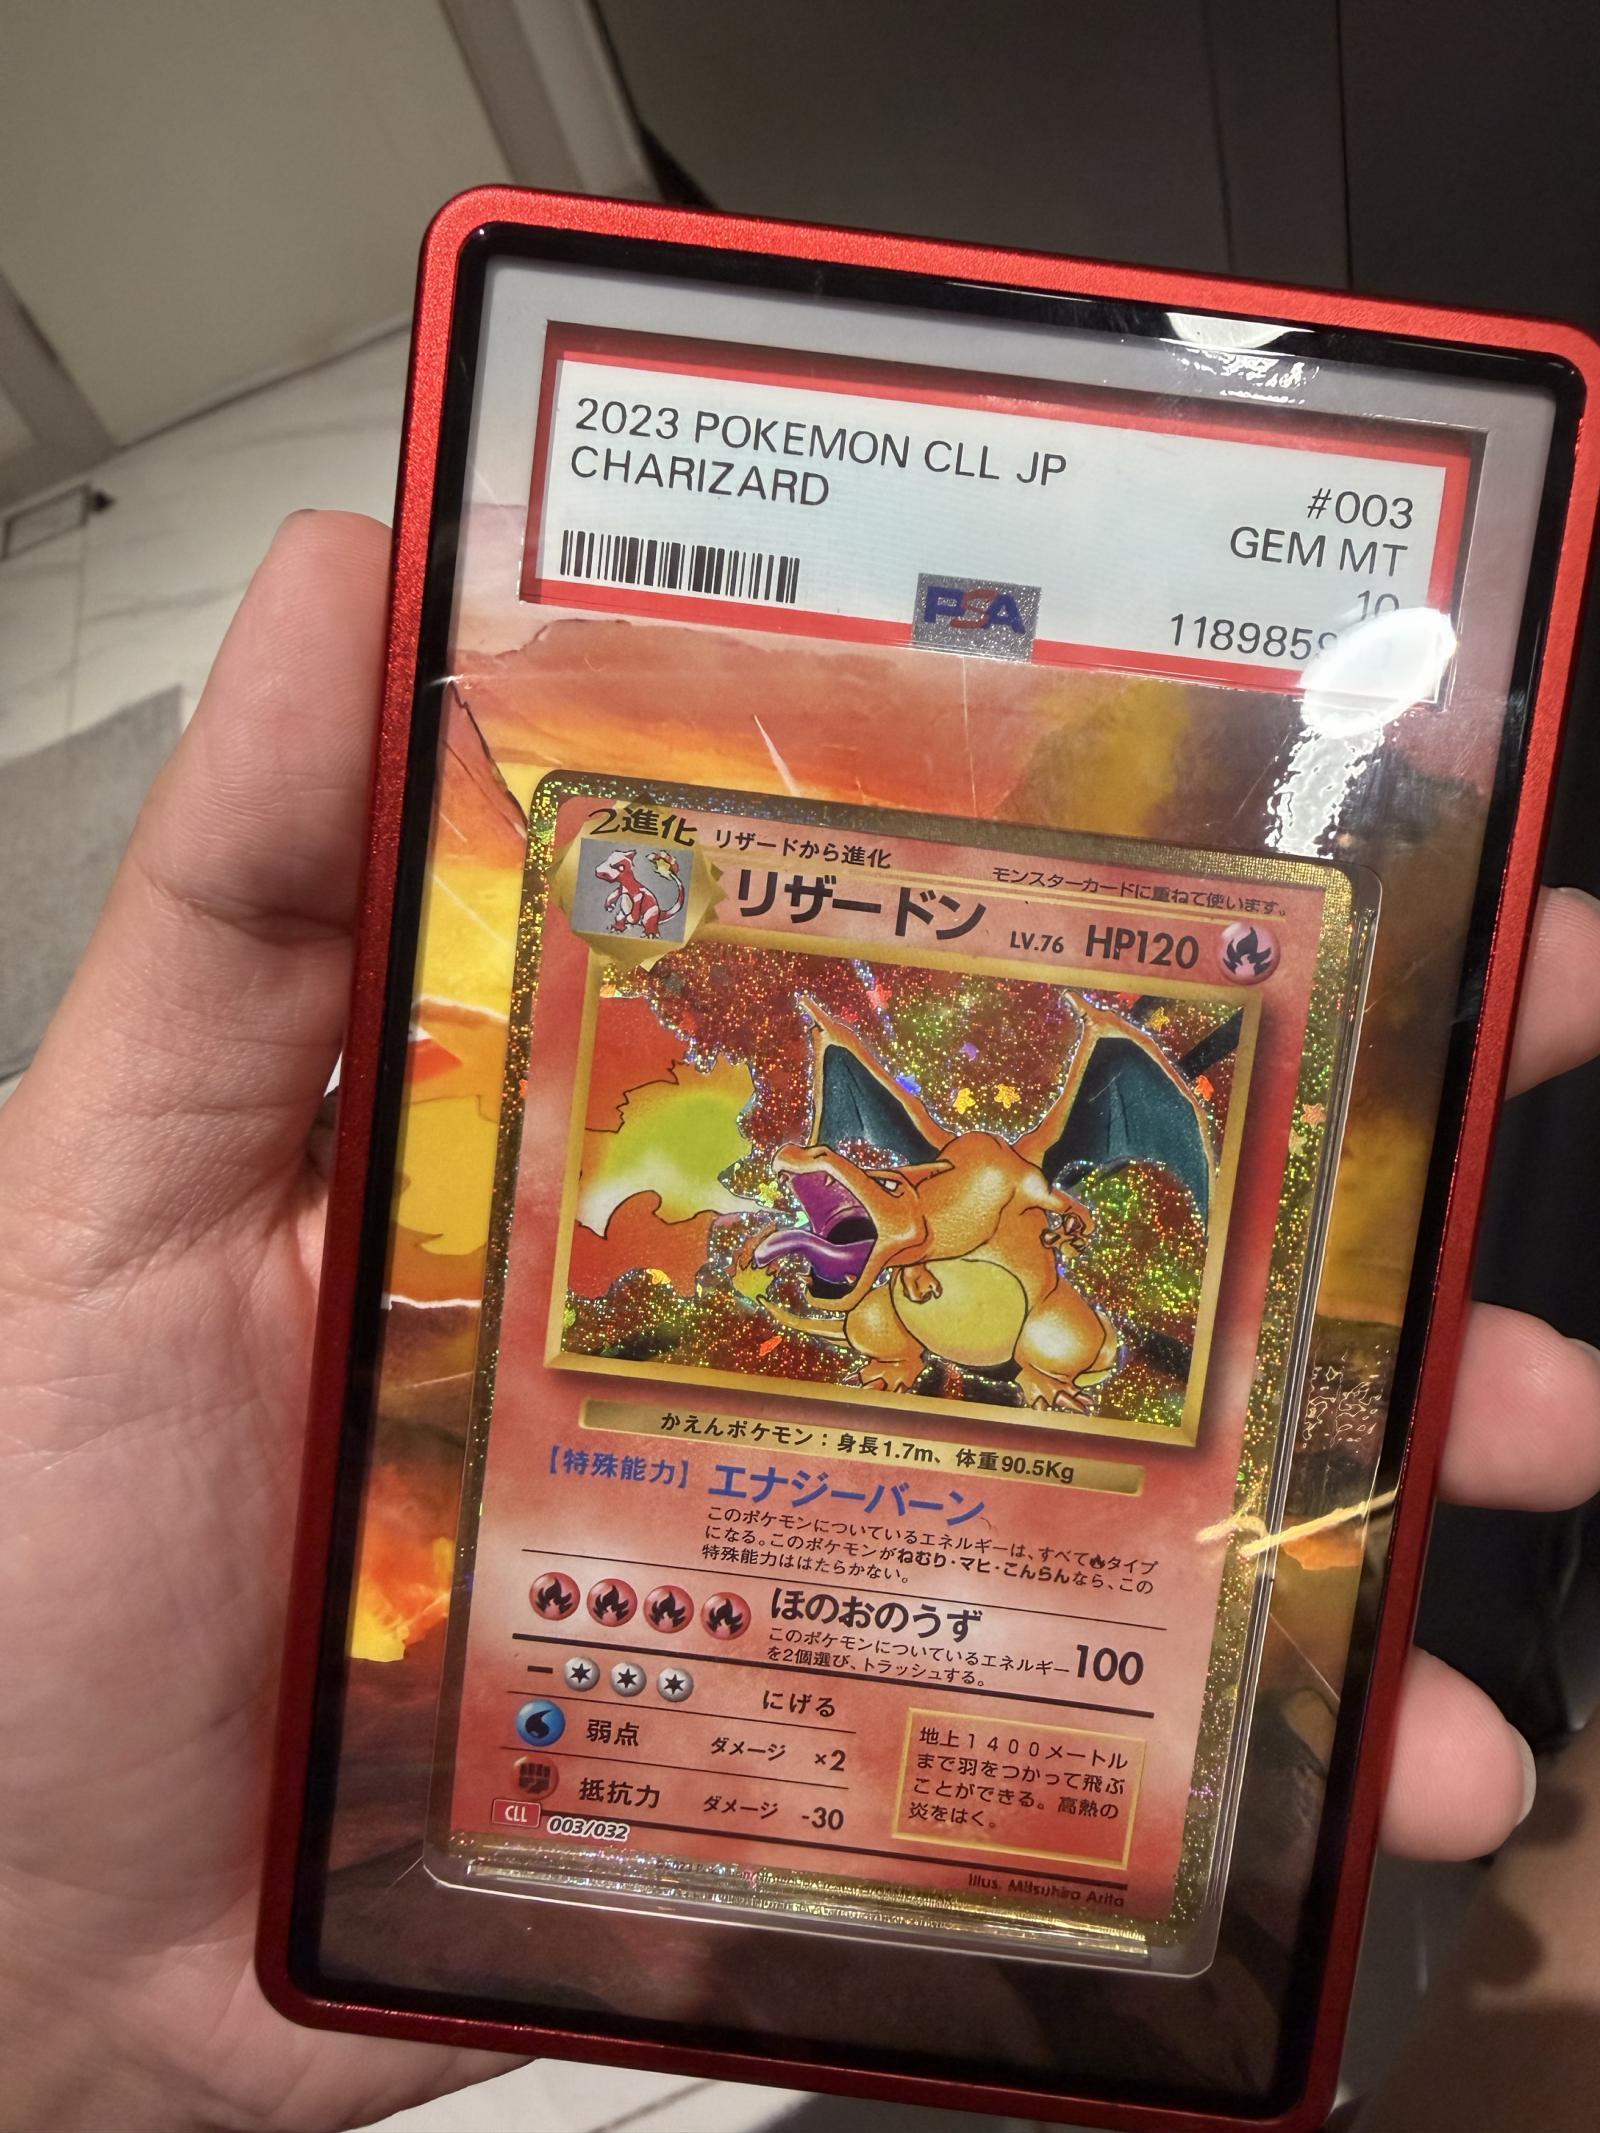 2023 POKEMON CLL JP
CHARIZARD
#003
GEM MT
10
PSA
2進化
リザードから進化
モンスターカードに重ねて使います。
リザードン
LV.76 HP120
かえんポケモン：身長1.7m、体重90.5Kg
【特殊能力】エナジーバーン
このポケモンについているエネルギーは、すべてタイプ
になる。このポケモンがねむり・マヒ・こんらんなら、この
特殊能力ははたらかない。
ほのおのうず
このポケモンについているエネルギー
を2個選び、トラッシュする。
100
にげる
弱点 ダメージ ×2
抵抗力 ダメージ -30
地上1400メートル
まで羽をつかって飛ぶ
ことができる。高熱の
炎をはく。
CLL 003/032
Illus. Mitsuhiro Arita